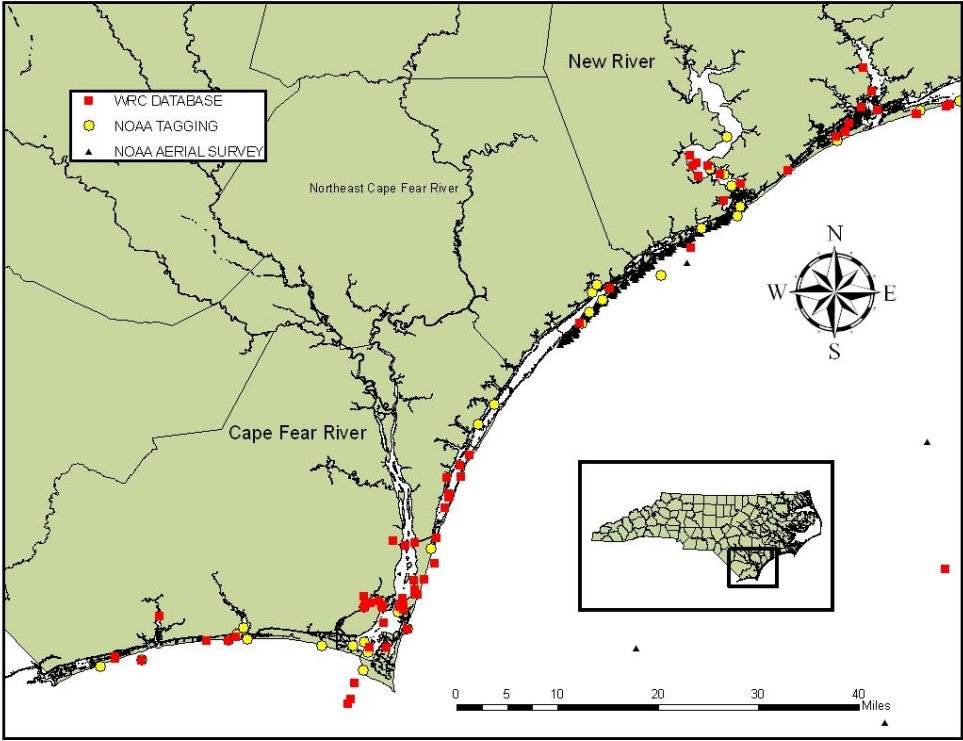 New River
WRC DATABASE
NOAA TAGGING
NOAA AERIAL SURVEY
Northeast Cape Fear River
N
W E
S
Cape Fear River
0 5 10 20 30 40
Miles